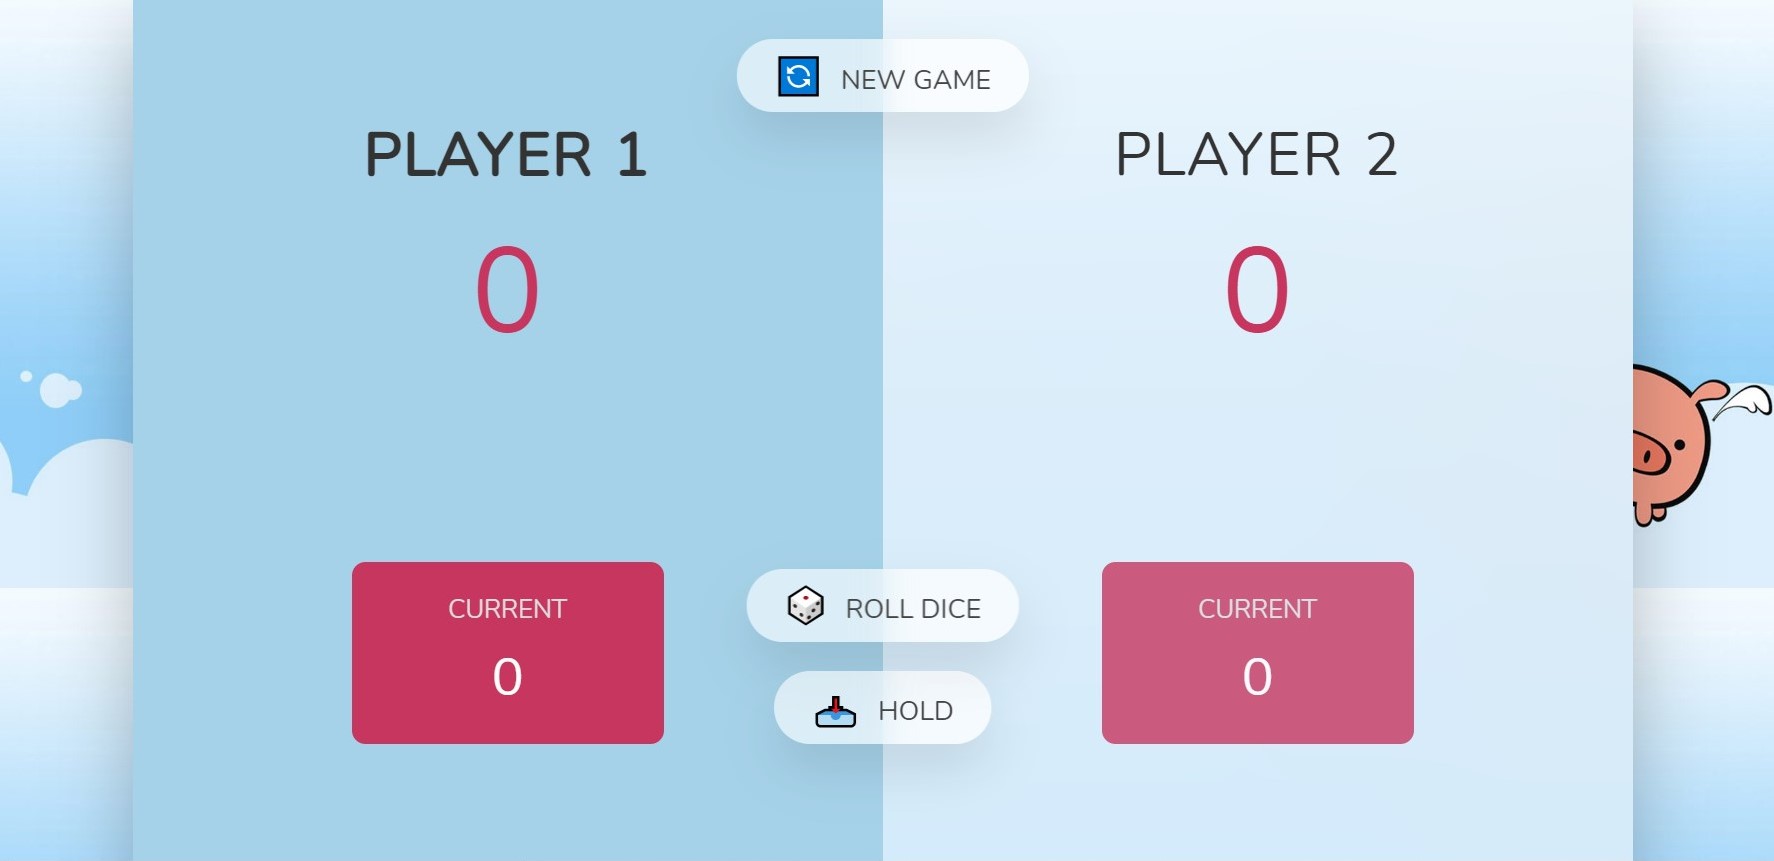 NEW GAME
PLAYER 1
0
PLAYER 2
0
CURRENT
0
ROLL DICE
HOLD
CURRENT
0